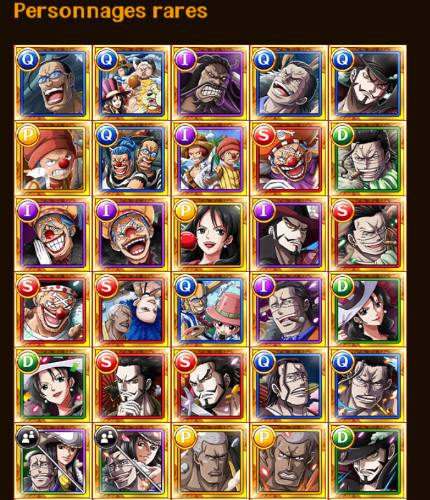 Personnages rares
Q Q I Q Q
P Q I S D
I I P I S
S S Q I D
D S S Q Q
P P D